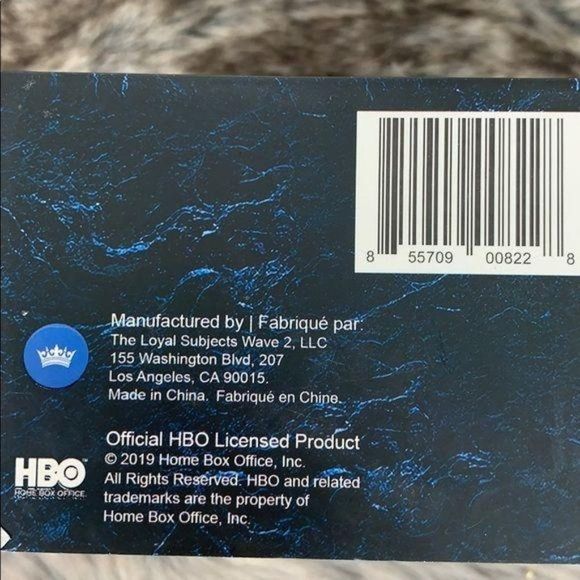 8 55709 00822 8
Manufactured by | Fabriqué par:
The Loyal Subjects Wave 2, LLC
155 Washington Blvd, 207
Los Angeles, CA 90015.
Made in China. Fabriqué en Chine.
Official HBO Licensed Product
© 2019 Home Box Office, Inc.
All Rights Reserved. HBO and related
trademarks are the property of
Home Box Office, Inc.
HBO
HOME BOX OFFICE